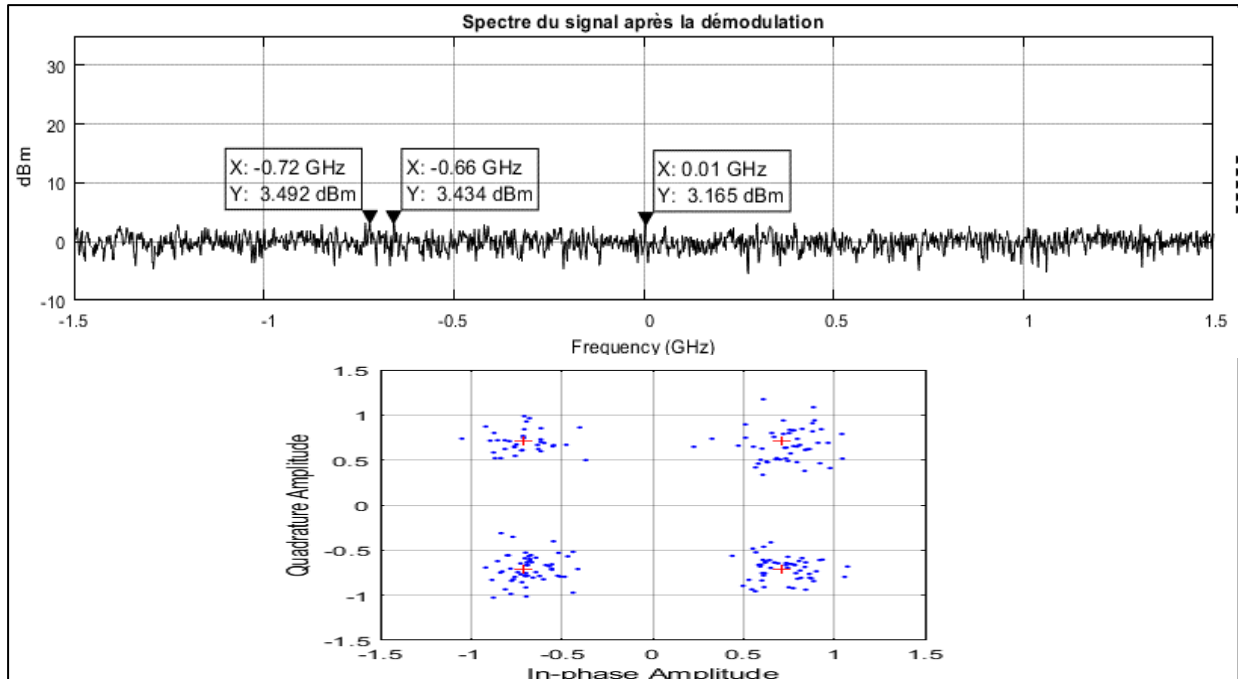 Spectre du signal après la démodulation
dBm
30
20
10
0
-10
X: -0.72 GHz
Y: 3.492 dBm
X: -0.66 GHz
Y: 3.434 dBm
X: 0.01 GHz
Y: 3.165 dBm
-1.5
-1
-0.5
0
0.5
1
1.5
Frequency (GHz)
Quadrature Amplitude
1.5
1
0.5
0
-0.5
-1
-1.5
-1.5
-1
-0.5
0
0.5
1
1.5
In-phase Amplitude